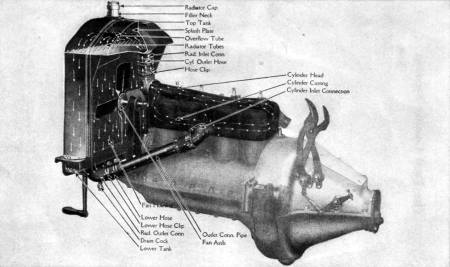 Radiator Cap
Filler Neck
Top Tank
Splash Plate
Overflow Tube
Radiator Tubes
Rad. Inlet Conn.
Cyl Outlet Hose
Hose Clip
Cylinder Head
Cylinder Casting
Cylinder Inlet Connection
Fan
Lower Hose
Lower Hose Clip
Rad. Outlet Conn
Drain Cock
Lower Tank
Outlet Conn. Pipe
Fan Assb.